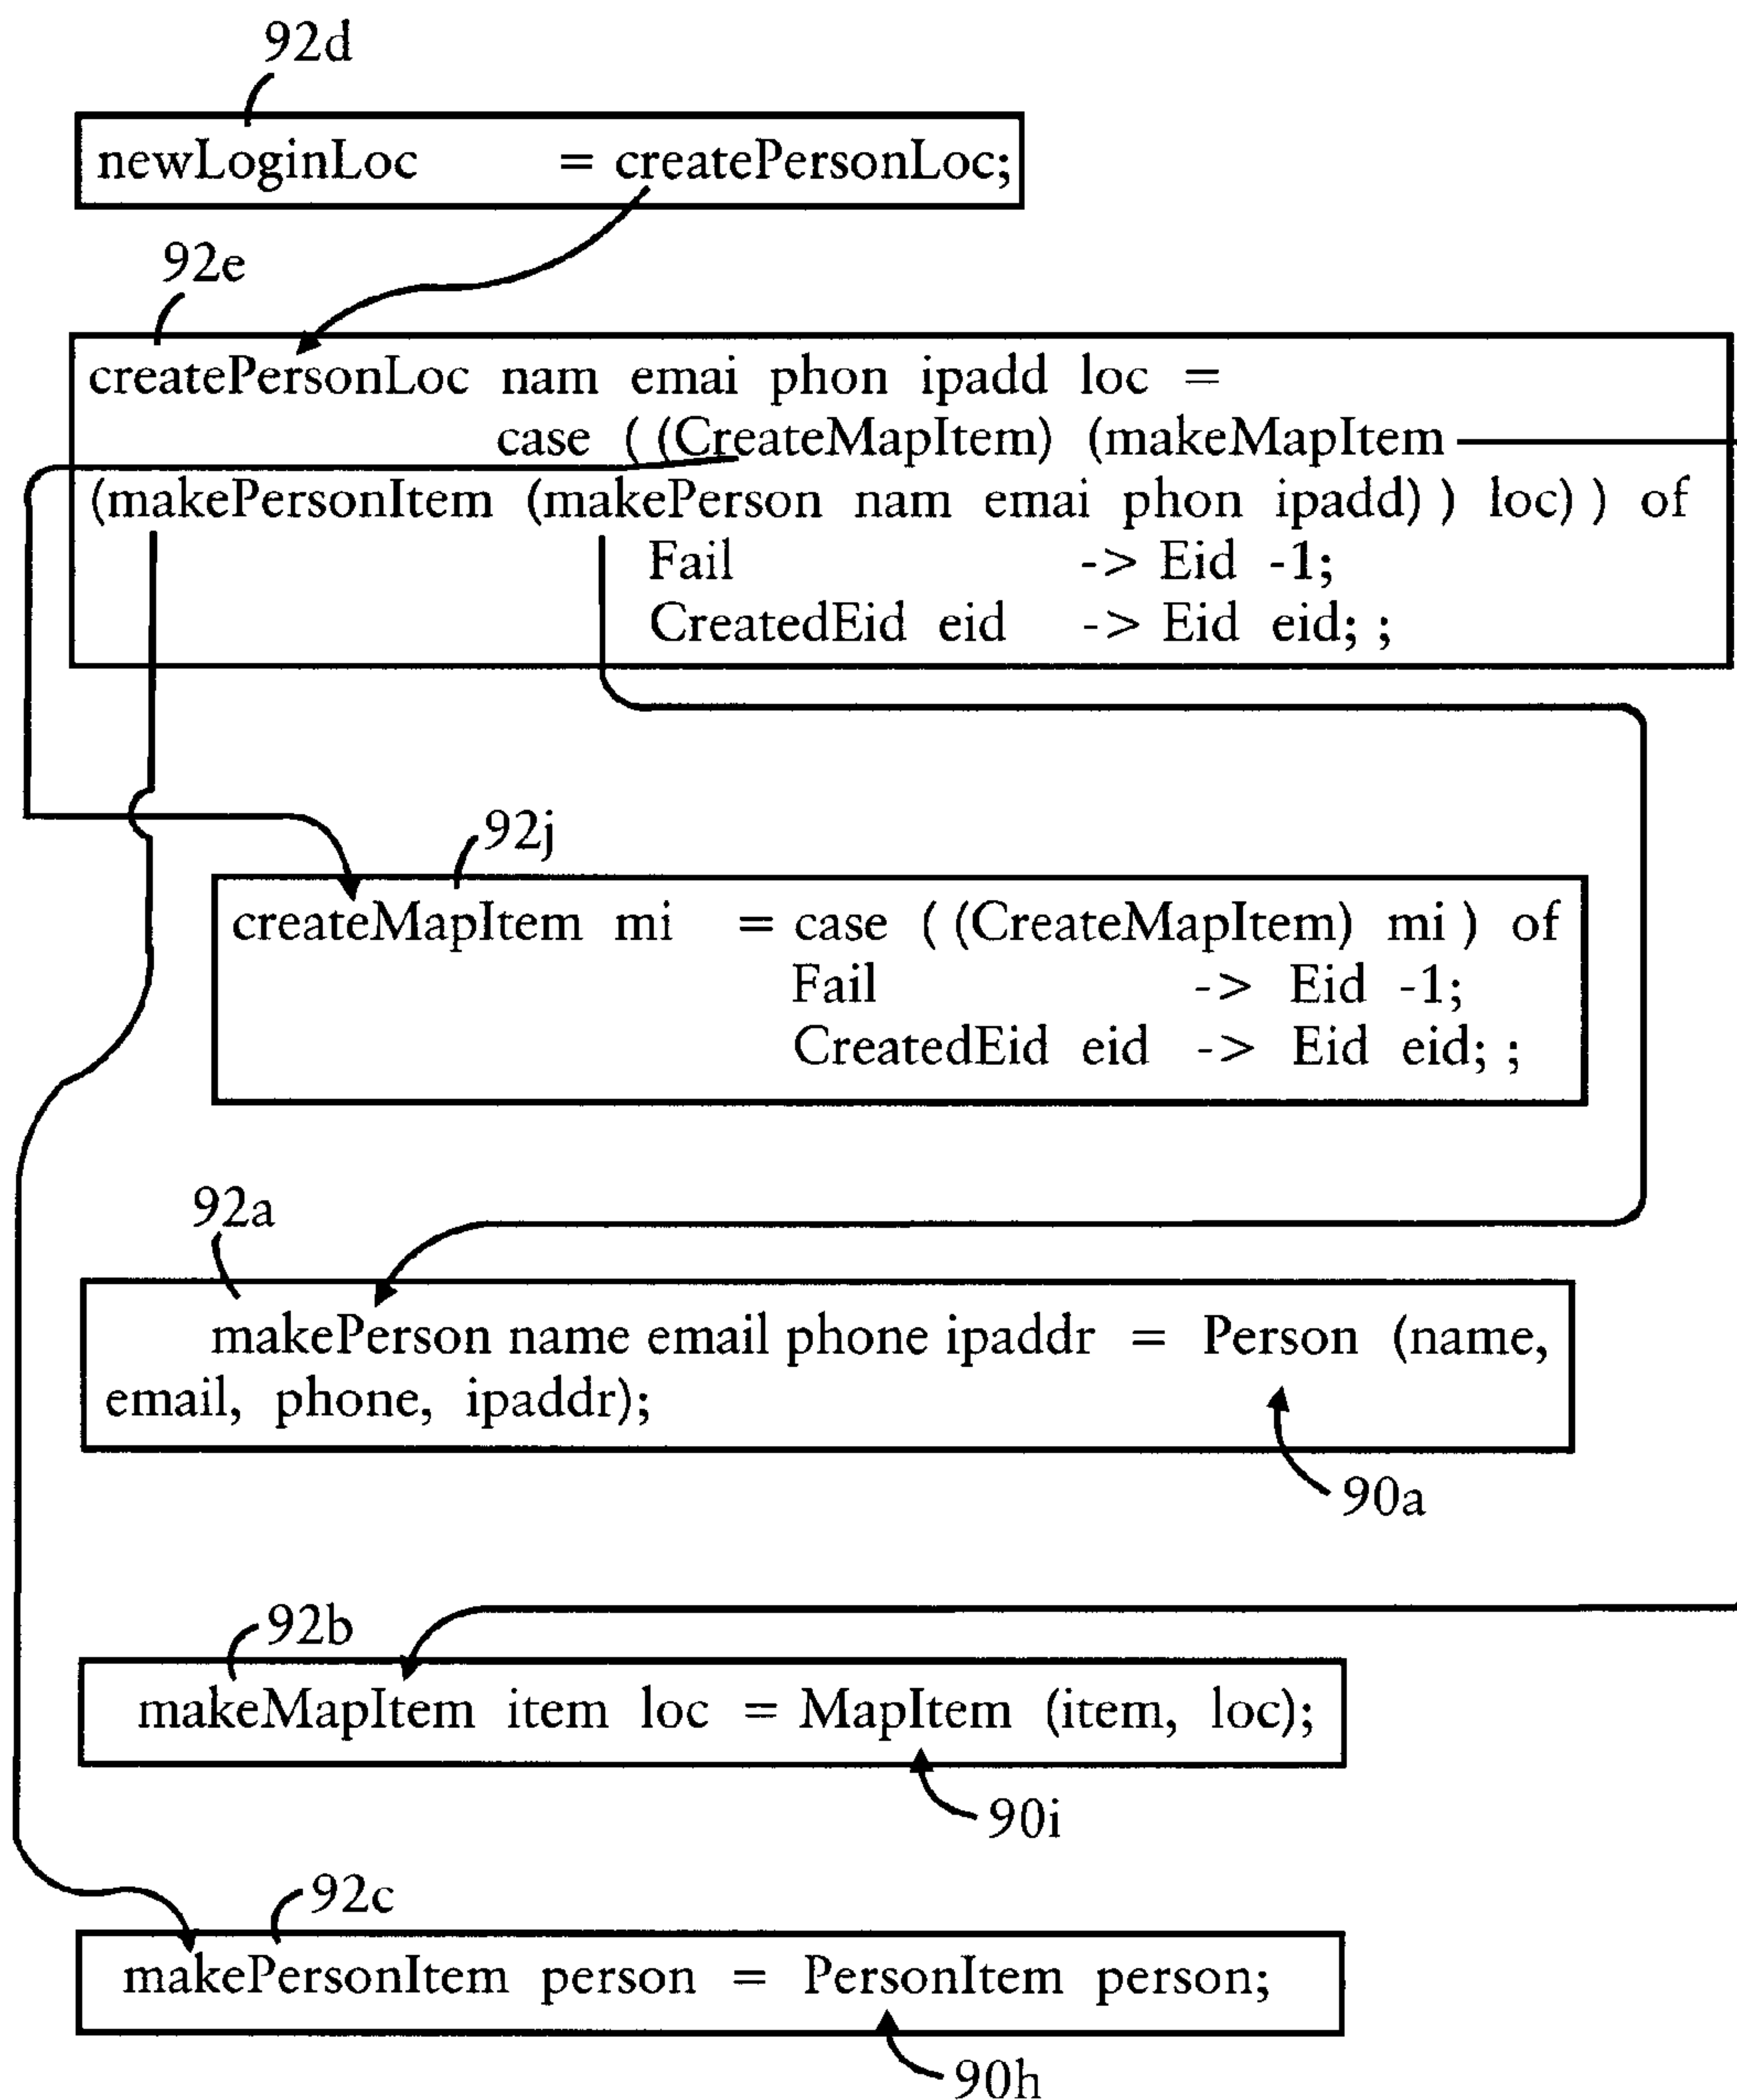 92d
newLoginLoc = createPersonLoc;
92e
createPersonLoc nam emai phon ipadd loc =
case ( (CreateMapItem) (makeMapItem
(makePersonItem (makePerson nam emai phon ipadd) ) loc) ) of
Fail -> Eid -1;
CreatedEid eid -> Eid eid; ;
92j
createMapItem mi = case ( (CreateMapItem) mi ) of
Fail -> Eid -1;
CreatedEid eid -> Eid eid; ;
92a
makePerson name email phone ipaddr = Person (name,
email, phone, ipaddr);
90a
92b
makeMapItem item loc = MapItem (item, loc);
90i
92c
makePersonItem person = PersonItem person;
90h